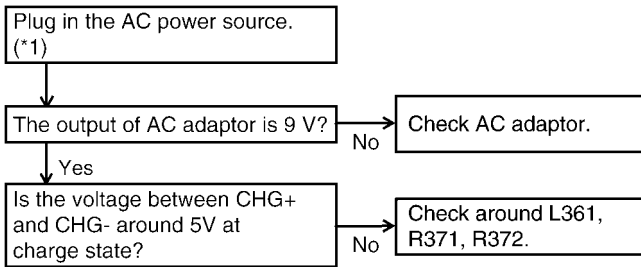 Plug in the AC power source.
(*1)
The output of AC adaptor is 9 V?
No
Check AC adaptor.
Yes
Is the voltage between CHG+
and CHG- around 5V at
charge state?
No
Check around L361,
R371, R372.